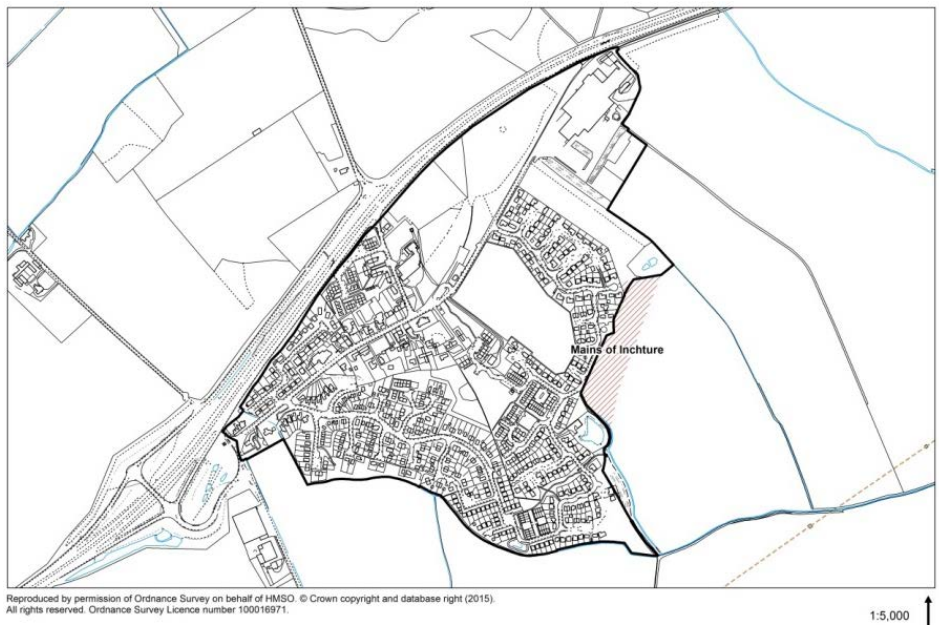 Mains of Inchture
Reproduced by permission of Ordnance Survey on behalf of HMSO. © Crown copyright and database right (2015).
All rights reserved. Ordnance Survey Licence number 100016971.
1:5,000